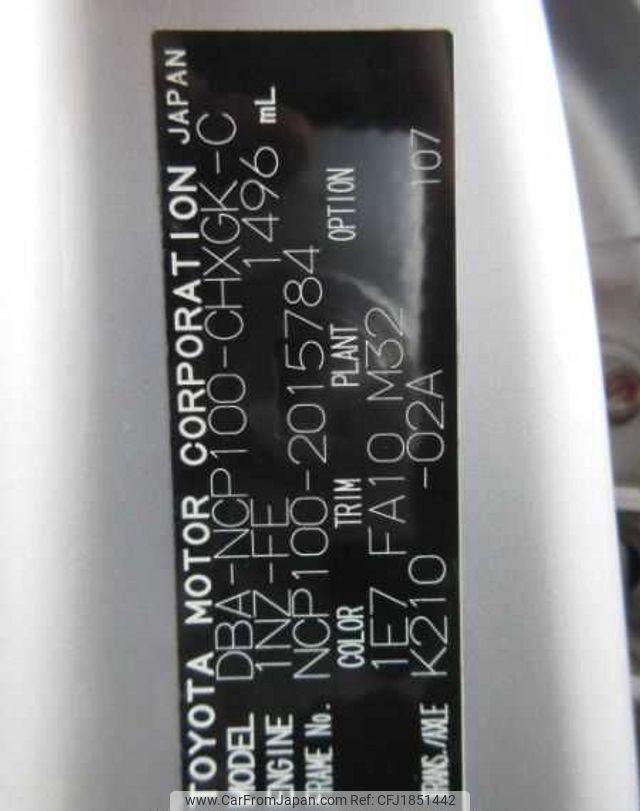 TOYOTA MOTOR CORPORATION JAPAN
MODEL DBA-NCP100-CHXGK-C
ENGINE 1NZ-FE 1496 mL
FRAME No. NCP100-2015784
COLOR TRIM PLANT OPTION
1E7 FA10 M32
TRANS./AXLE K210 -02A 107
www.CarFromJapan.com Ref:CFJ1851442